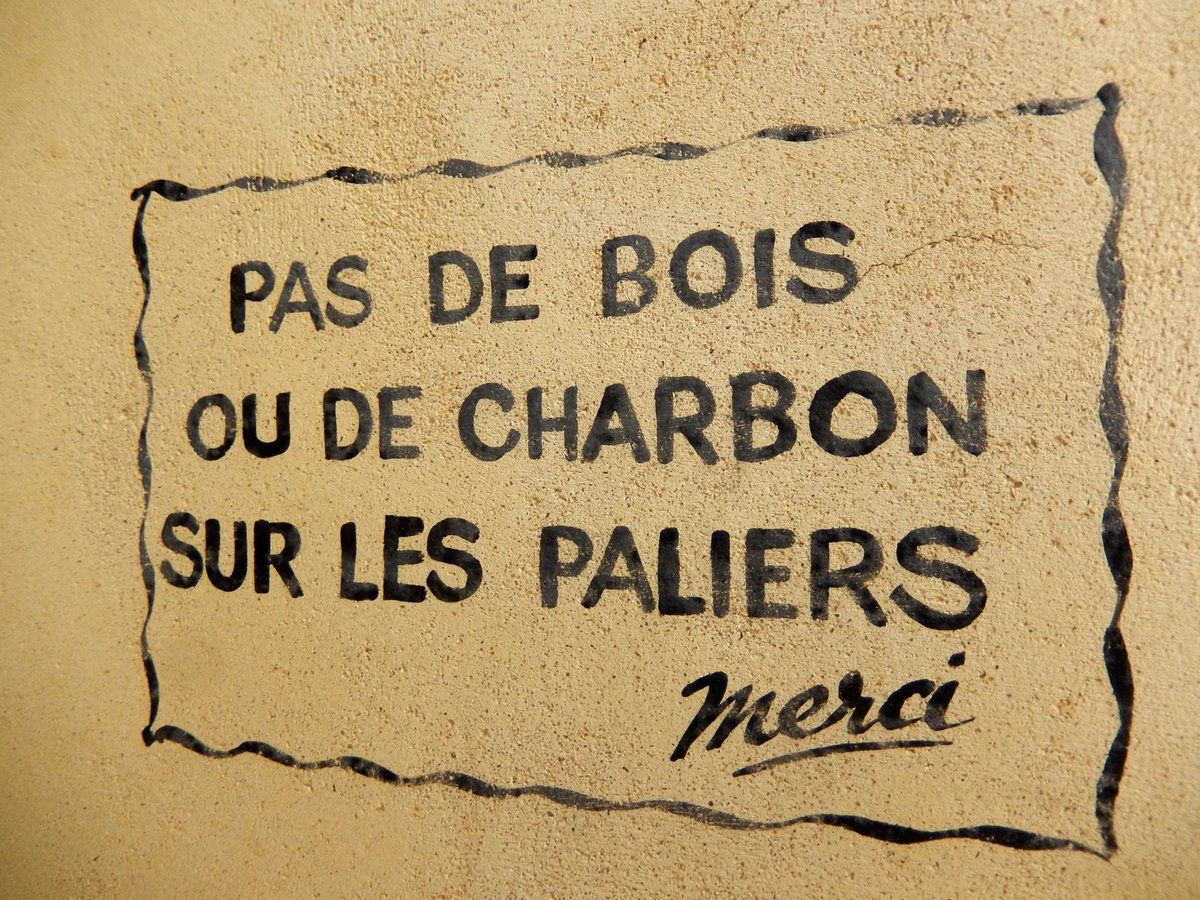 PAS DE BOIS
OU DE CHARBON
SUR LES PALIERS
Merci